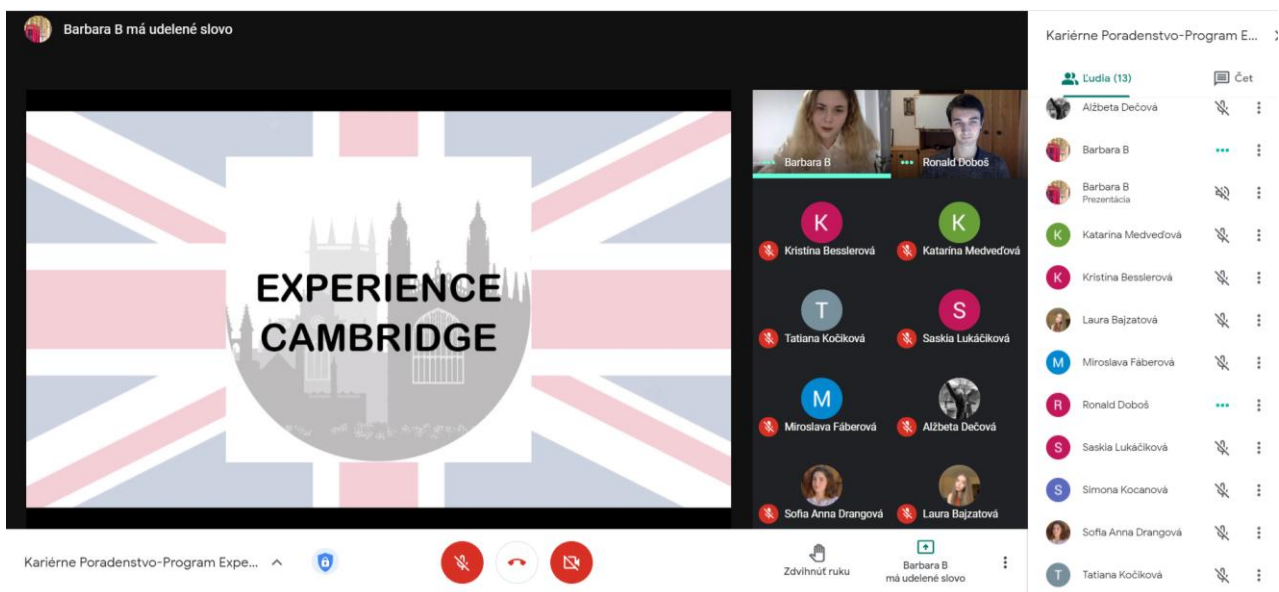 Barbara B má udelené slovo
EXPERIENCE
CAMBRIDGE
Barbara B
Ronald Doboš
K
Kristína Besslerová
K
Katarína Medveďová
T
Tatiana Kočiková
S
Saskia Lukáčiková
M
Miroslava Fáberová
Alžbeta Dečová
Sofia Anna Drangová
Laura Bajzatová
Kariérne Poradenstvo-Program Expe...
Zdvihnúť ruku
Barbara B
má udelené slovo
Kariérne Poradenstvo-Program E...
Ľudia (13)
Čet
Alžbeta Dečová
Barbara B
Barbara B
Prezentácia
K
Katarína Medveďová
K
Kristína Besslerová
Laura Bajzatová
M
Miroslava Fáberová
R
Ronald Doboš
S
Saskia Lukáčiková
S
Simona Kocanová
Sofia Anna Drangová
T
Tatiana Kočiková